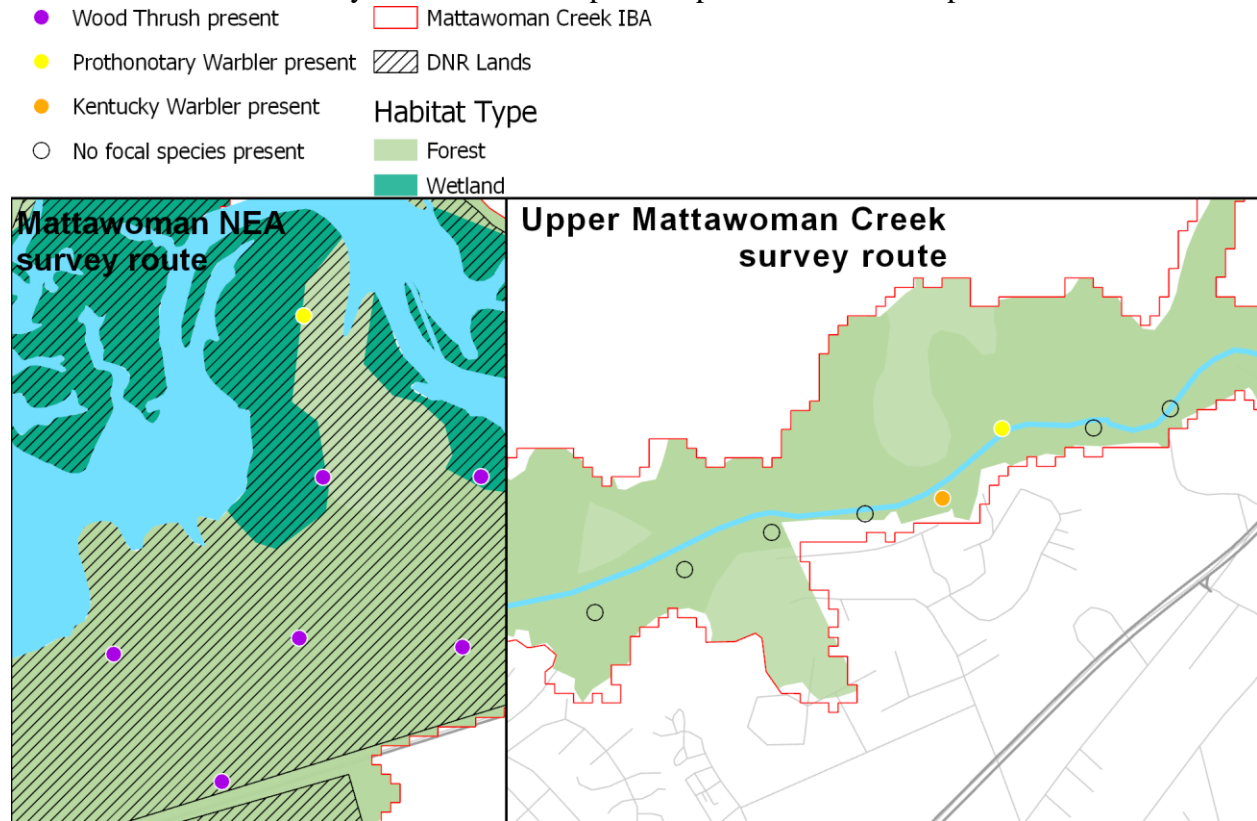 Wood Thrush present
Prothonotary Warbler present
Kentucky Warbler present
No focal species present
Mattawoman Creek IBA
DNR Lands
Habitat Type
Forest
Wetland
Mattawoman NEA
survey route
Upper Mattawoman Creek
survey route